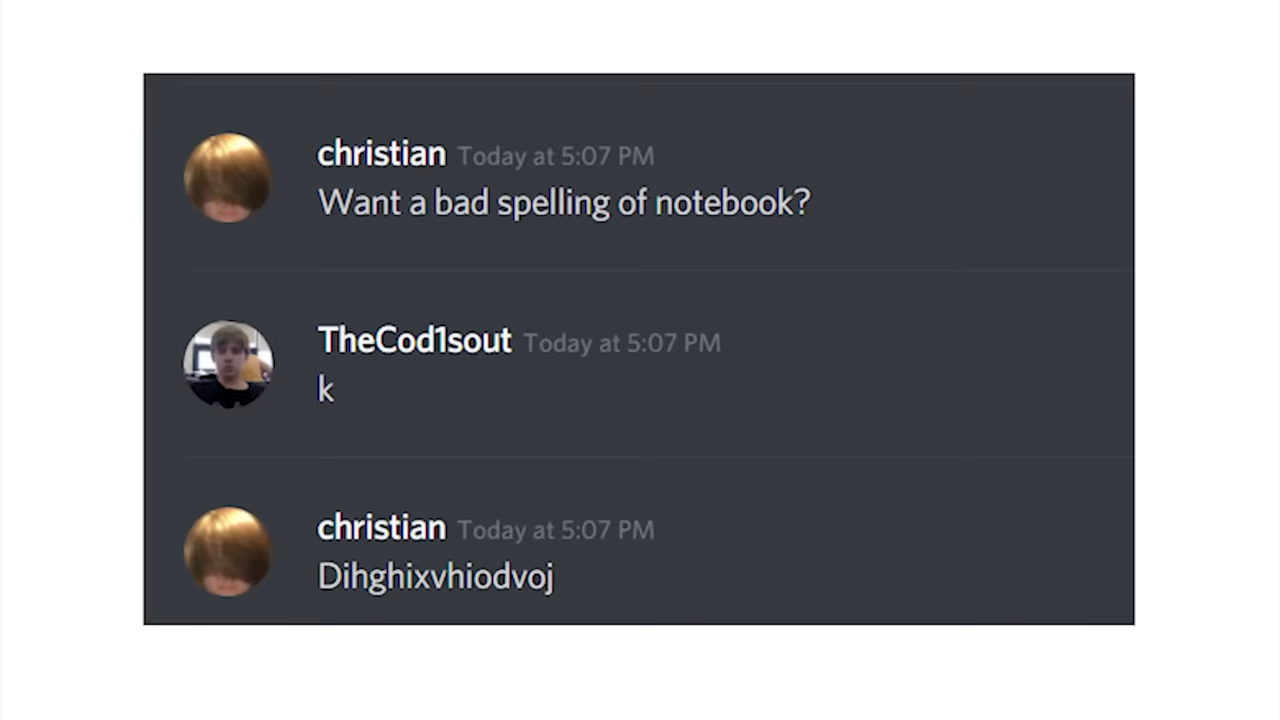 christian Today at 5:07 PM
Want a bad spelling of notebook?
TheCod1sout Today at 5:07 PM
k
christian Today at 5:07 PM
Dihghixvhiodvoj